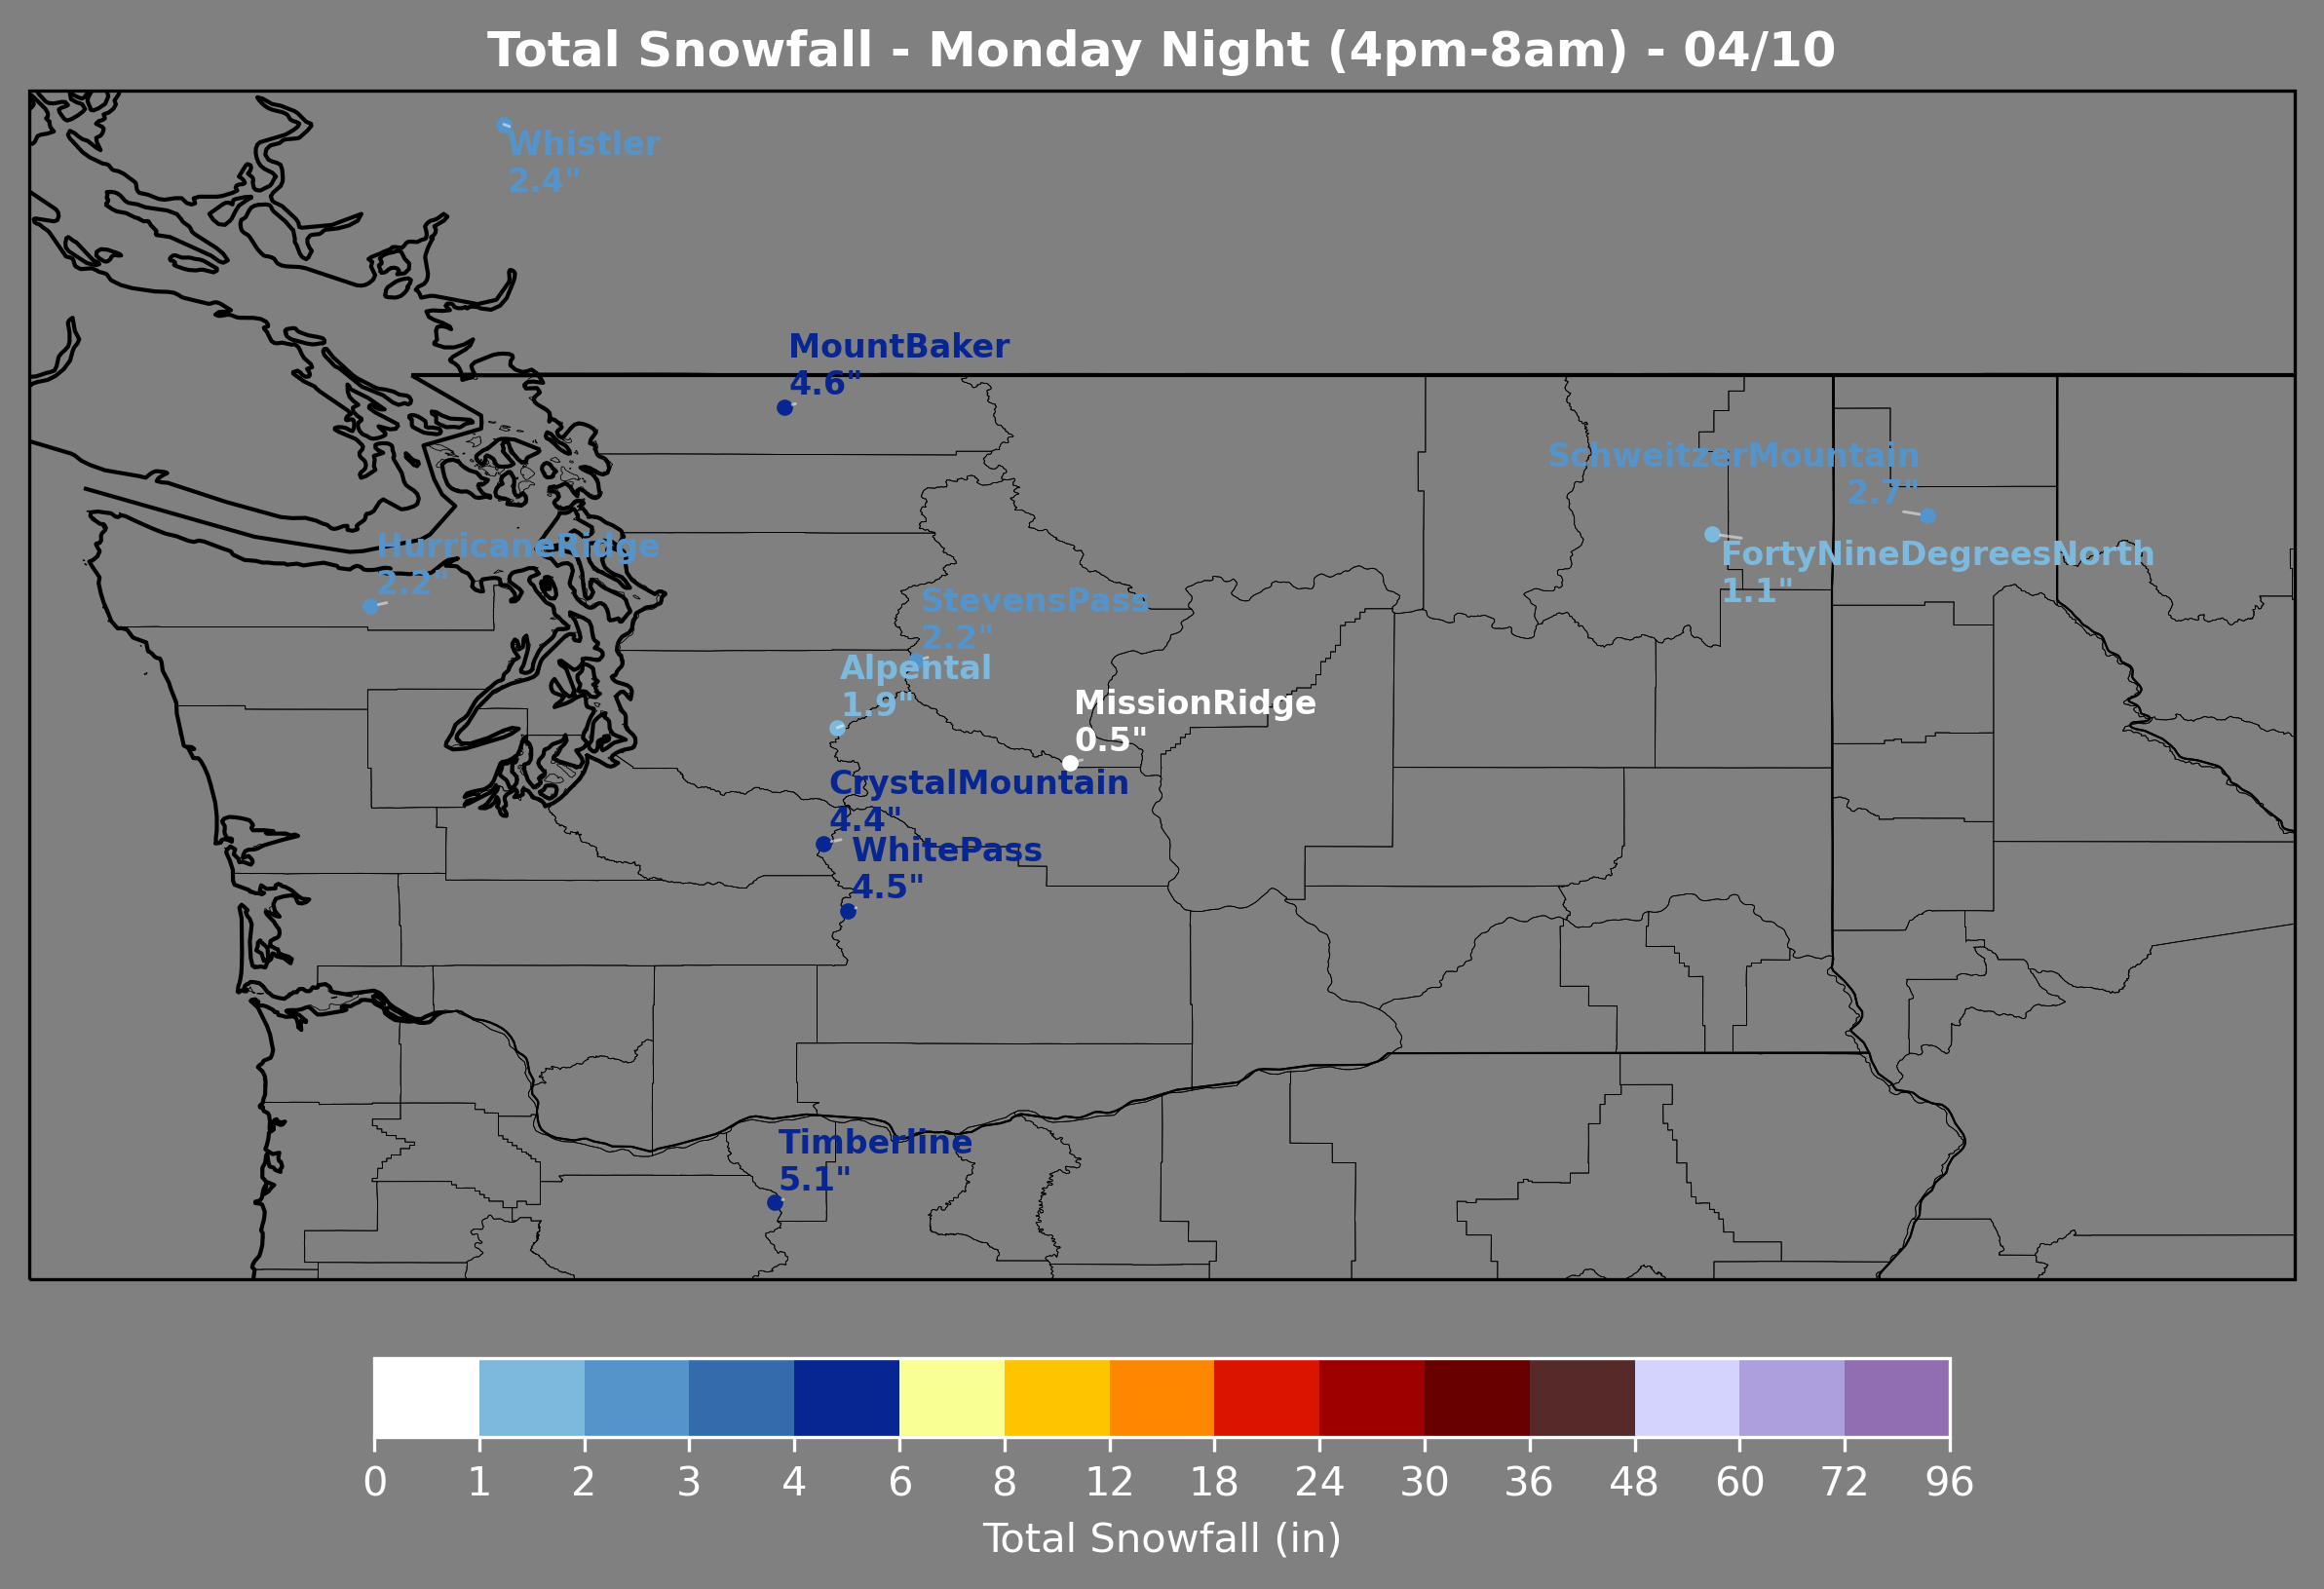 Total Snowfall - Monday Night (4pm-8am) - 04/10
Whistler
2.4"
MountBaker
4.6"
SchweitzerMountain
2.7"
HurricaneRidge
2.2"
FortyNineDegreesNorth
1.1"
StevensPass
2.2"
Alpental
1.9"
MissionRidge
0.5"
CrystalMountain
4.4"
WhitePass
4.5"
Timberline
5.1"
0 1 2 3 4 6 8 12 18 24 30 36 48 60 72 96
Total Snowfall (in)